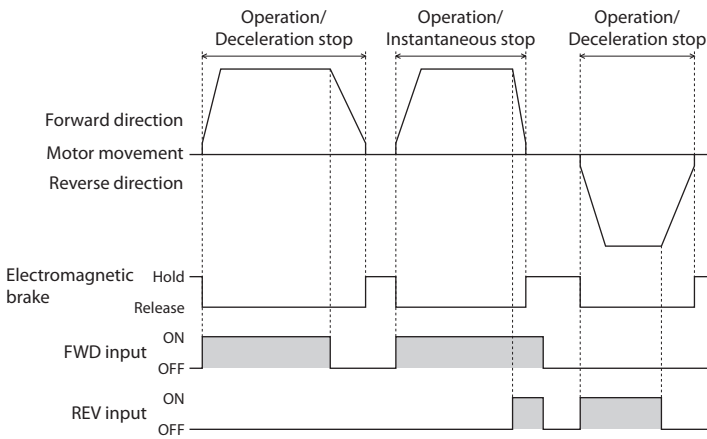 Operation/
Deceleration stop
Operation/
Instantaneous stop
Operation/
Deceleration stop
Forward direction
Motor movement
Reverse direction
Electromagnetic
brake
Hold
Release
FWD input
ON
OFF
REV input
ON
OFF